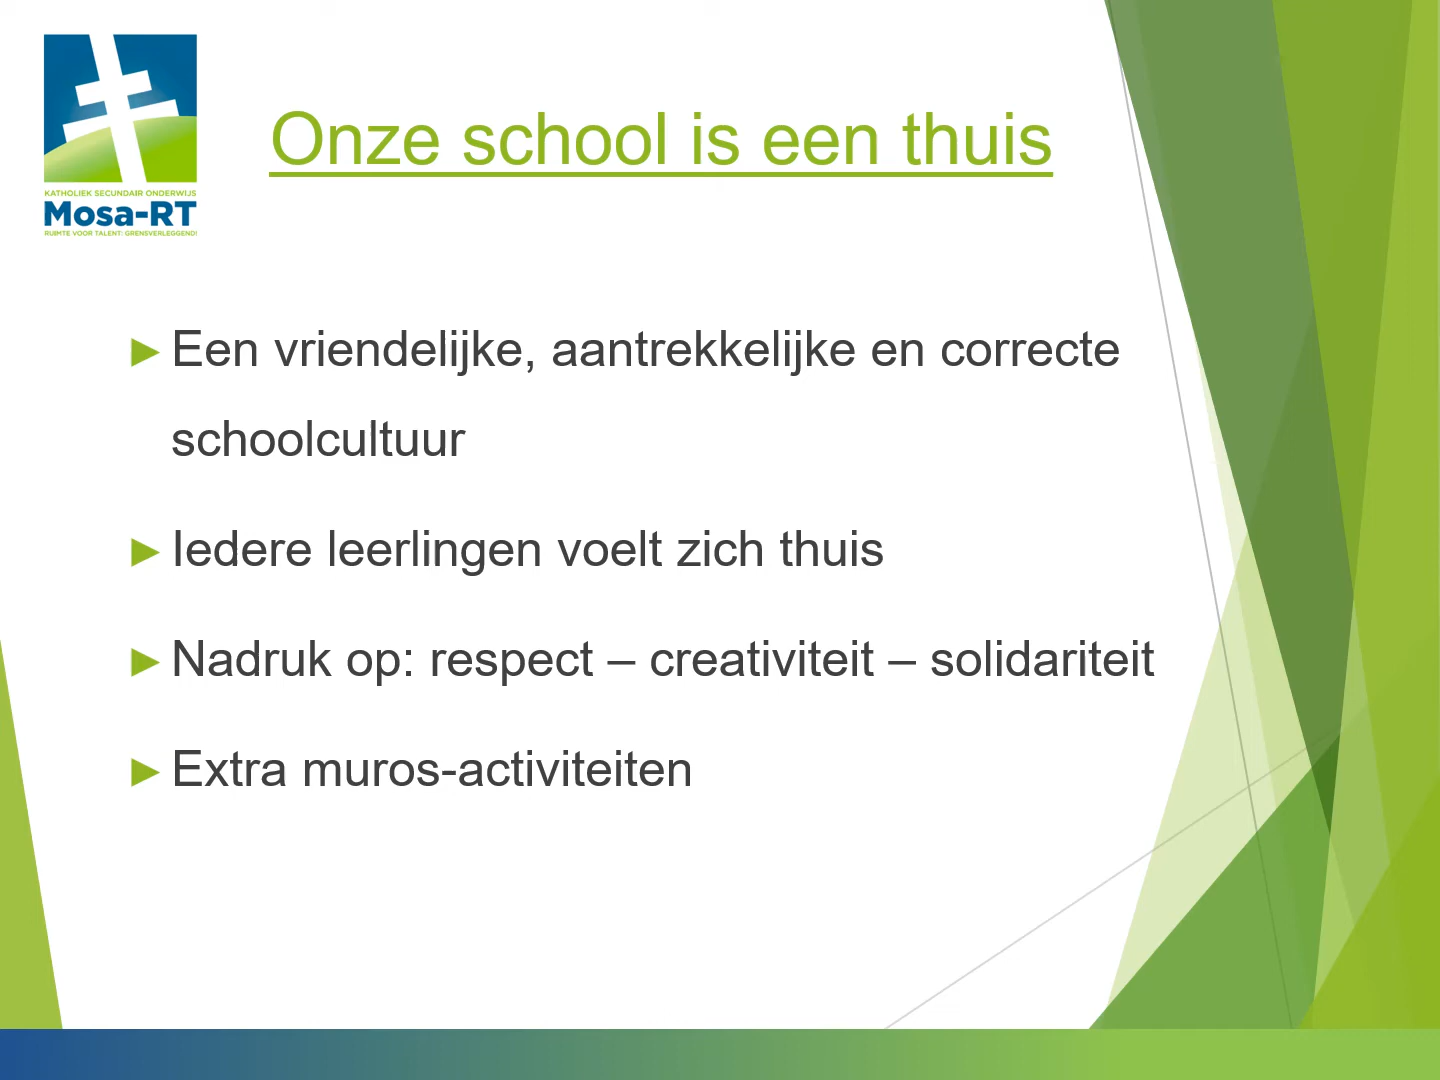 KATHOLIEK SECUNDAIR ONDERWIJS
Mosa-RT
RUIMTE VOOR TALENT: GRENSVERLEGGEND!
Onze school is een thuis
Een vriendelijke, aantrekkelijke en correcte
schoolcultuur
Iedere leerlingen voelt zich thuis
Nadruk op: respect – creativiteit – solidariteit
Extra muros-activiteiten